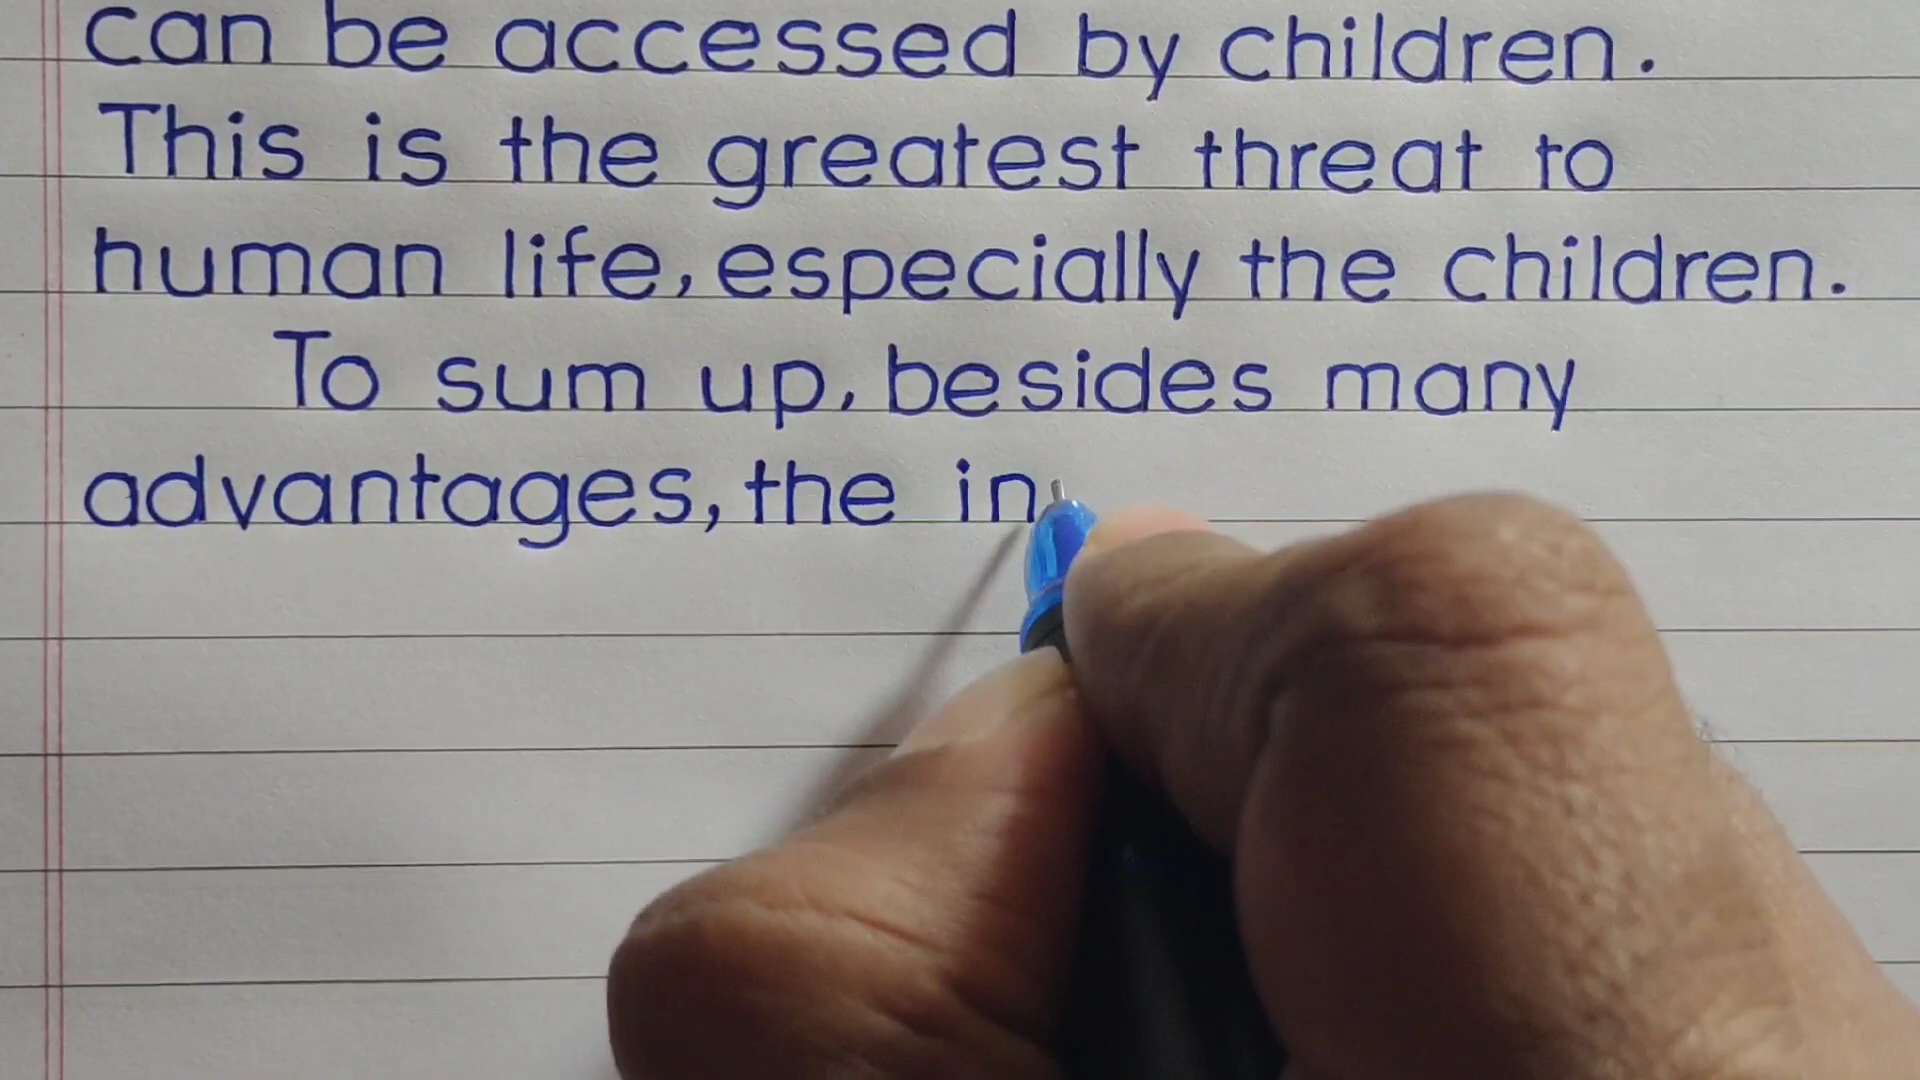 can be accessed by children.
This is the greatest threat to
human life, especially the children.
To sum up, besides many
advantages, the in